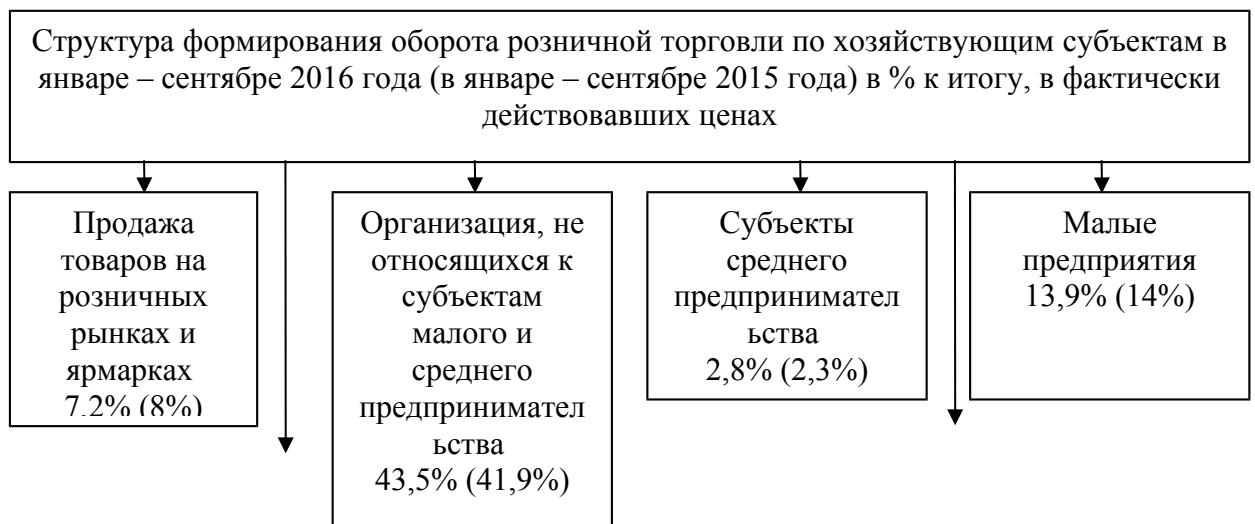 Структура формирования оборота розничной торговли по хозяйствующим субъектам в
январе – сентябре 2016 года (в январе – сентябре 2015 года) в % к итогу, в фактически
действовавших ценах
Продажа
товаров на
розничных
рынках и
ярмарках
7,2% (8%)
Организация, не
относящихся к
субъектам
малого и
среднего
предпринимател
ьства
43,5% (41,9%)
Субъекты
среднего
предпринимател
ьства
2,8% (2,3%)
Малые
предприятия
13,9% (14%)